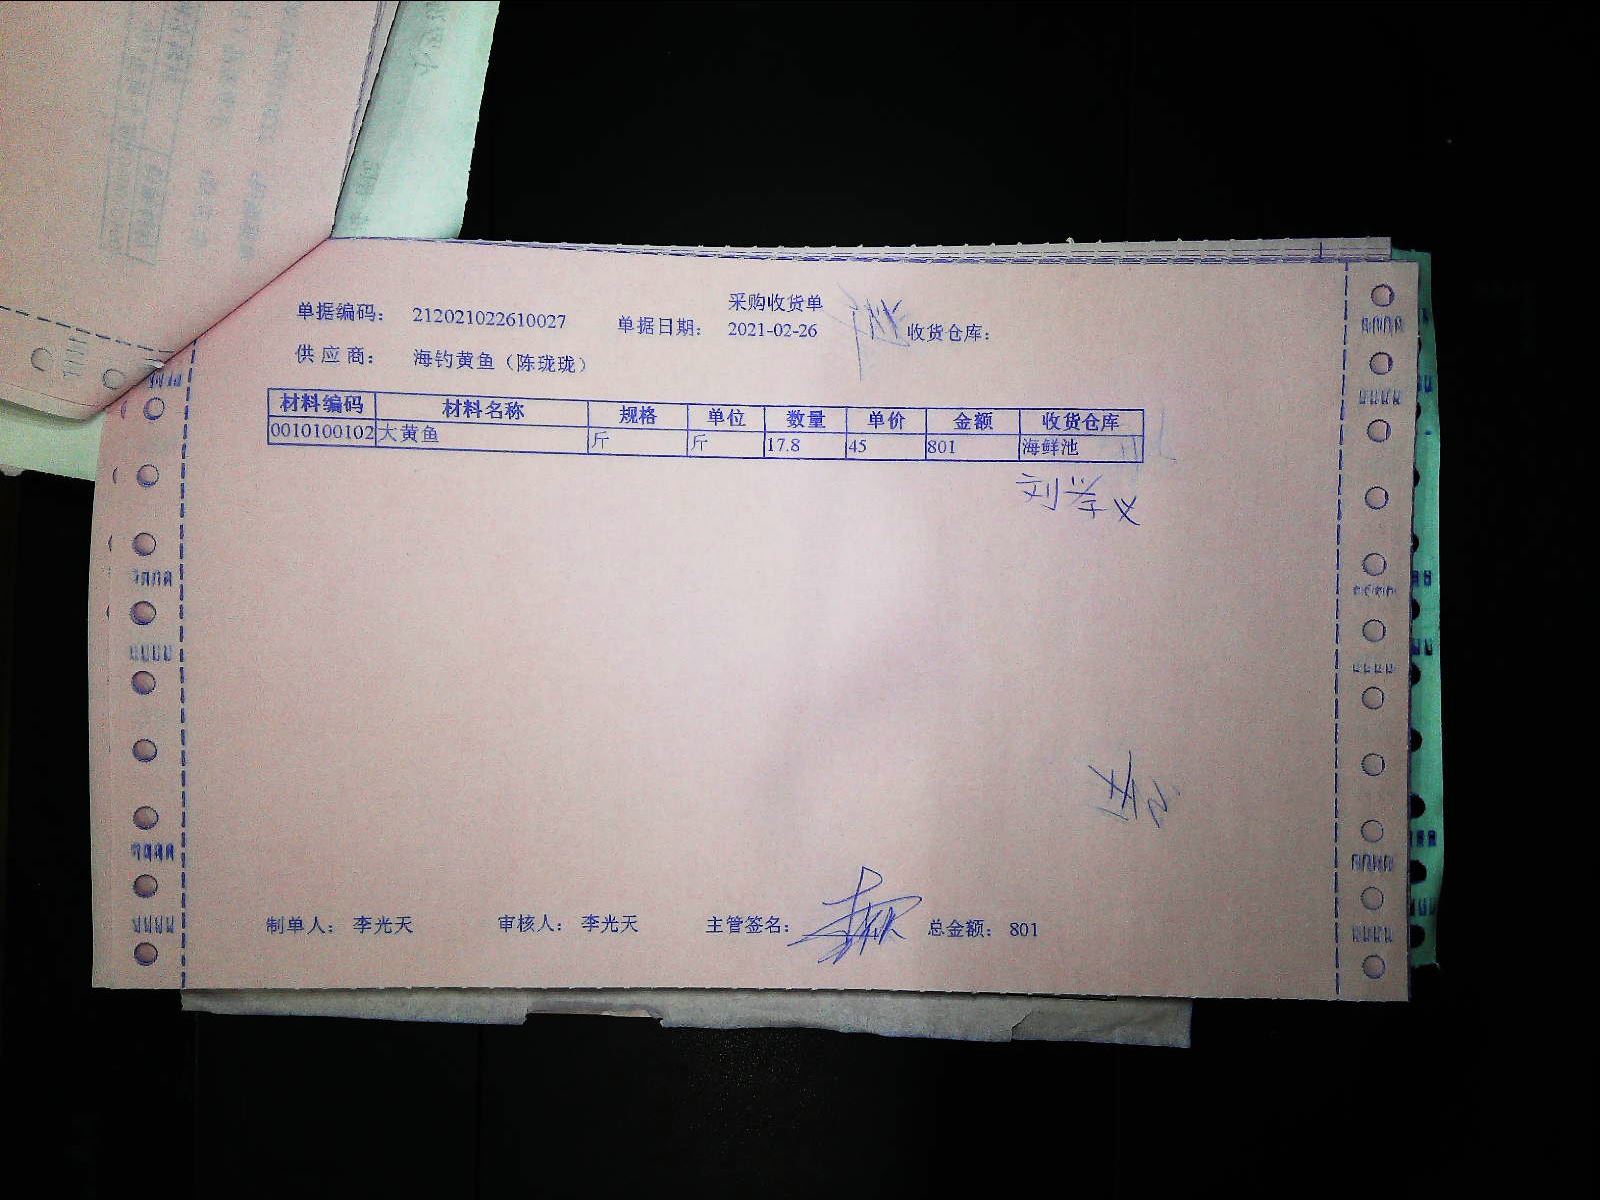 采购收货单
单据编码: 212021022610027 单据日期: 2021-02-26 收货仓库:
供应商: 海钓黄鱼（陈珑珑）
材料编码 材料名称 规格 单位 数量 单价 金额 收货仓库
0010100102 大黄鱼 斤 斤 17.8 45 801 海鲜池
制单人: 李光天 审核人: 李光天 主管签名: 总金额: 801